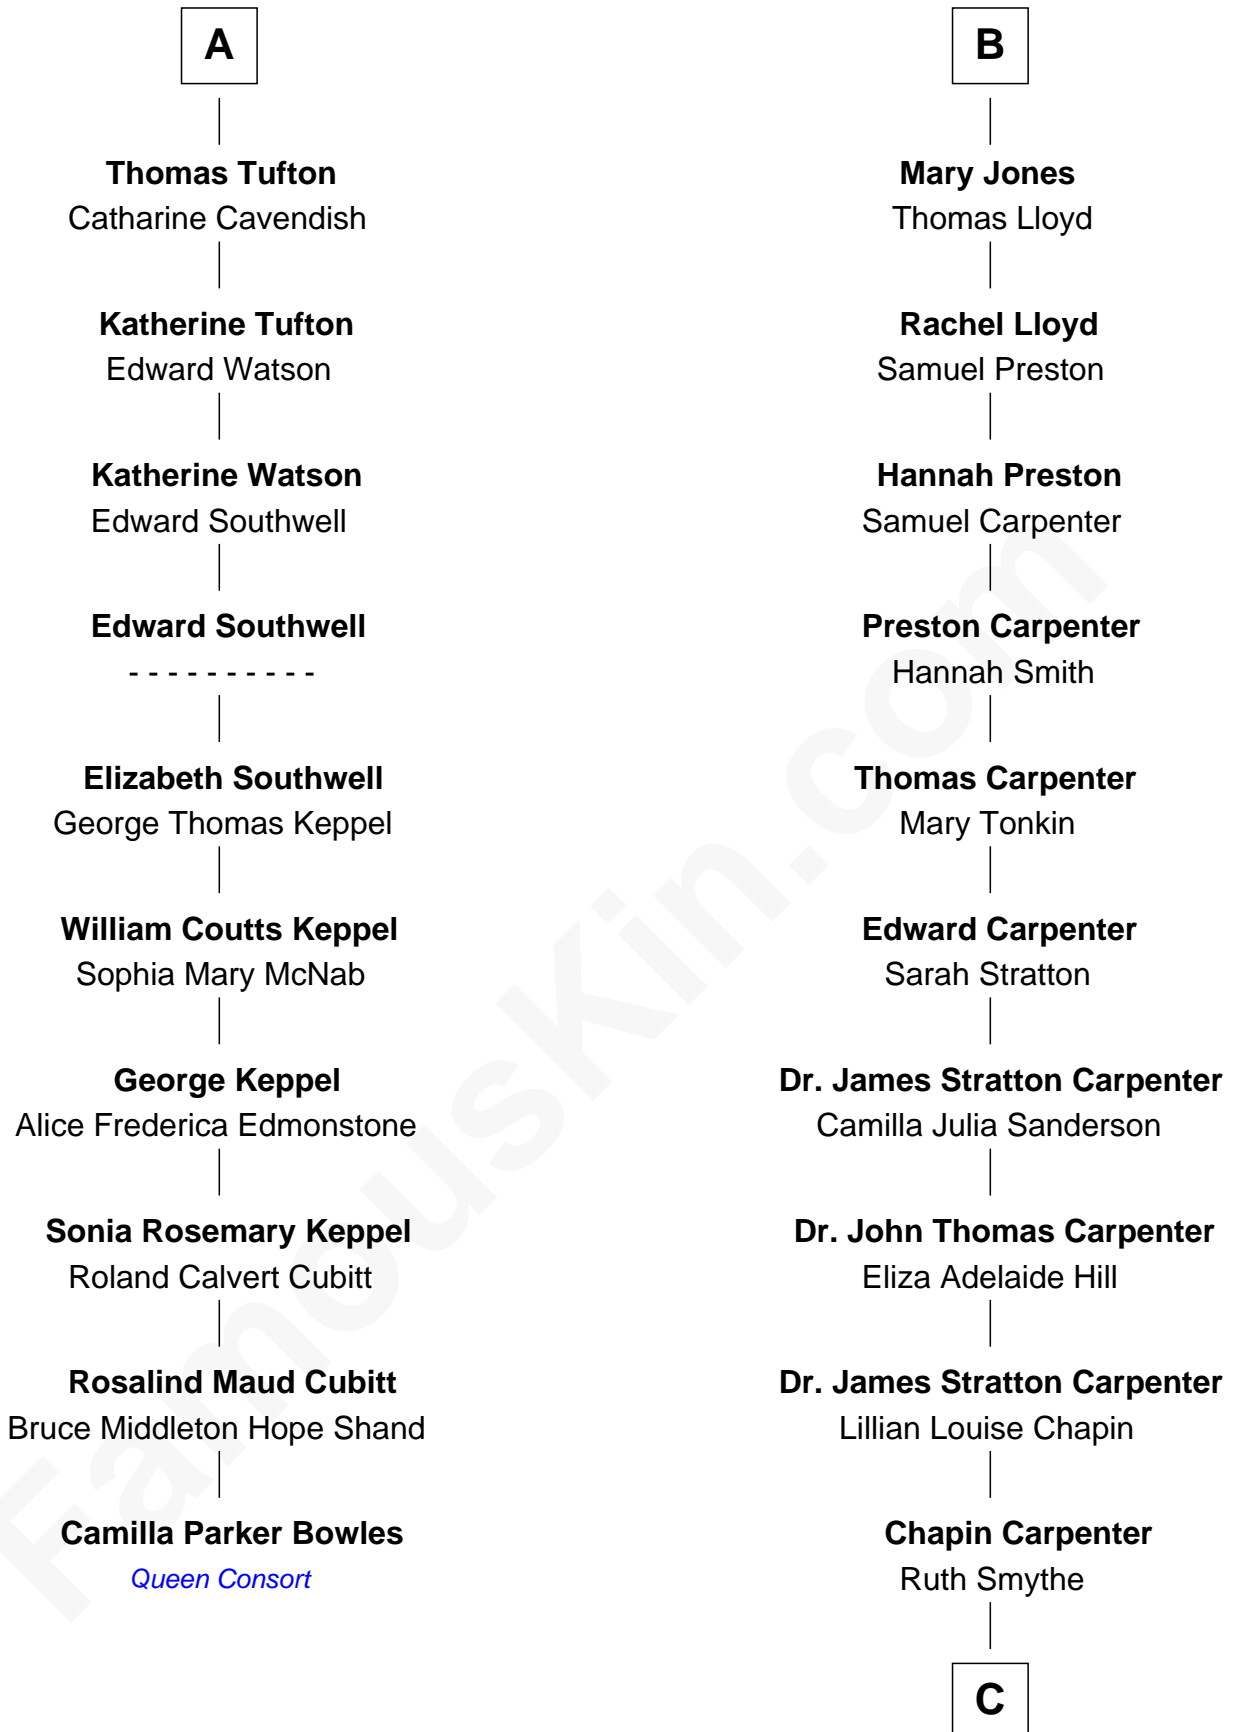 A
Thomas Tufton
Catharine Cavendish
Katherine Tufton
Edward Watson
Katherine Watson
Edward Southwell
Edward Southwell
- - - - - - - - - -
Elizabeth Southwell
George Thomas Keppel
William Coutts Keppel
Sophia Mary McNab
George Keppel
Alice Frederica Edmonstone
Sonia Rosemary Keppel
Roland Calvert Cubitt
Rosalind Maud Cubitt
Bruce Middleton Hope Shand
Camilla Parker Bowles
Queen Consort
B
Mary Jones
Thomas Lloyd
Rachel Lloyd
Samuel Preston
Hannah Preston
Samuel Carpenter
Preston Carpenter
Hannah Smith
Thomas Carpenter
Mary Tonkin
Edward Carpenter
Sarah Stratton
Dr. James Stratton Carpenter
Camilla Julia Sanderson
Dr. John Thomas Carpenter
Eliza Adelaide Hill
Dr. James Stratton Carpenter
Lillian Louise Chapin
Chapin Carpenter
Ruth Smythe
C
FamousKin.com